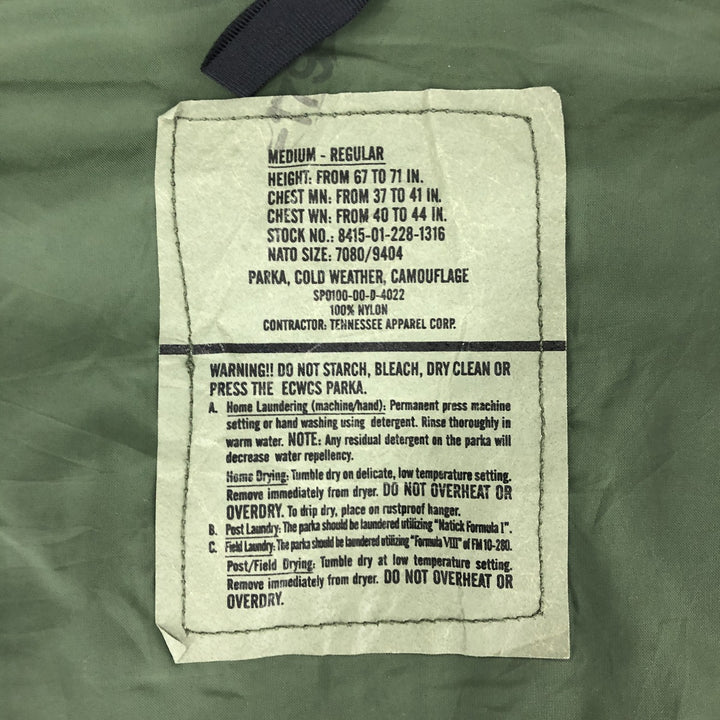 MEDIUM - REGULAR
HEIGHT: FROM 67 TO 71 IN.
CHEST MN: FROM 37 TO 41 IN.
CHEST WN: FROM 40 TO 44 IN.
STOCK NO.: 8415-01-228-1316
NATO SIZE: 7080/9404
PARKA, COLD WEATHER, CAMOUFLAGE
SPO100-00-D-4022
100% NYLON
CONTRACTOR: TENNESSEE APPAREL CORP.
WARNING!! DO NOT STARCH, BLEACH, DRY CLEAN OR
PRESS THE ECWCS PARKA.
A. Home Laundering (machine/hand): Permanent press machine
setting or hand washing using detergent. Rinse thoroughly in
warm water. NOTE: Any residual detergent on the parka will
decrease water repellency.
Home Drying: Tumble dry on delicate, low temperature setting.
Remove immediately from dryer. DO NOT OVERHEAT OR
OVERDRY. To drip dry, place on rustproof hanger.
B. Post Laundry: The parka should be laundered utilizing "Natick Formula 1".
C. Field Laundry: The parka should be laundered utilizing "Formula VIII" of FM 10-280.
Post/Field Drying: Tumble dry at low temperature setting.
Remove immediately from dryer. DO NOT OVERHEAT OR
OVERDRY.